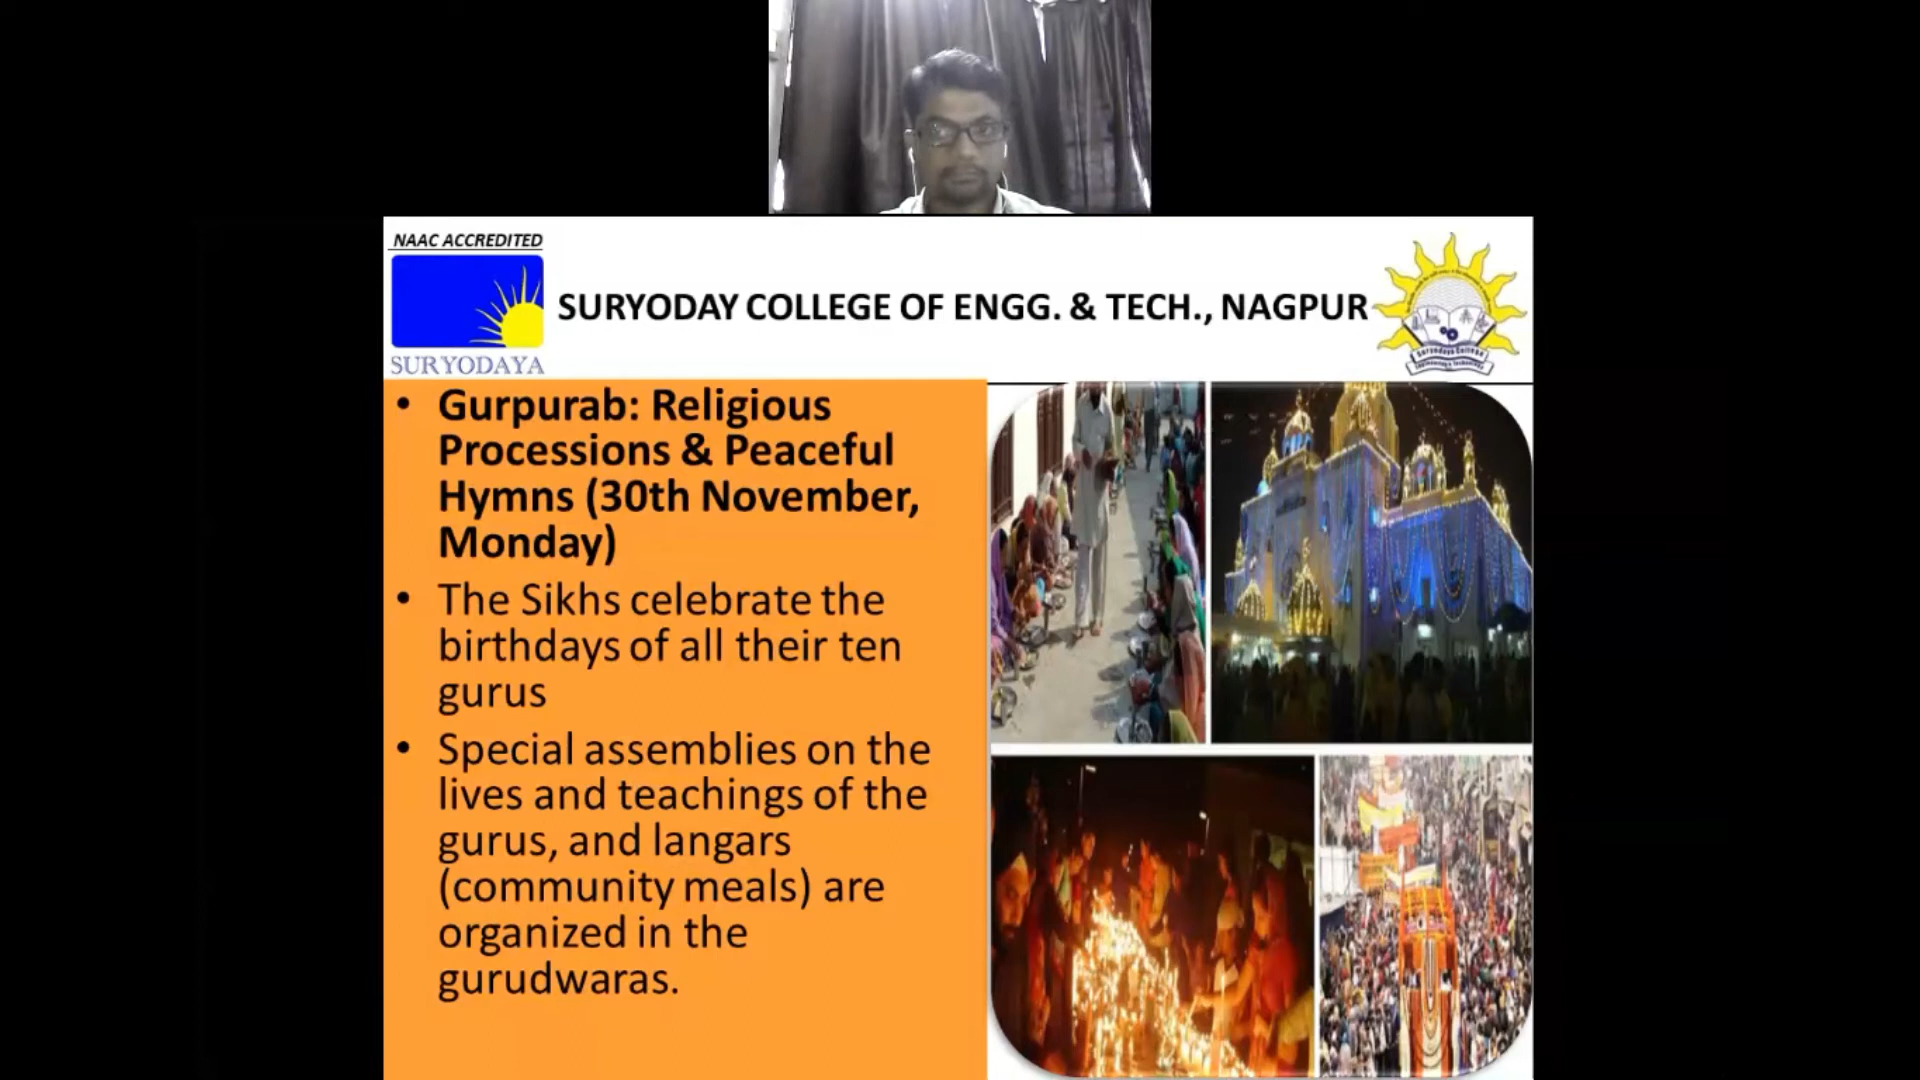 NAAC ACCREDITED
SURYODAYA
SURYODAY COLLEGE OF ENGG. & TECH., NAGPUR
• Gurpurab: Religious
Processions & Peaceful
Hymns (30th November,
Monday)
• The Sikhs celebrate the
birthdays of all their ten
gurus
• Special assemblies on the
lives and teachings of the
gurus, and langars
(community meals) are
organized in the
gurudwaras.